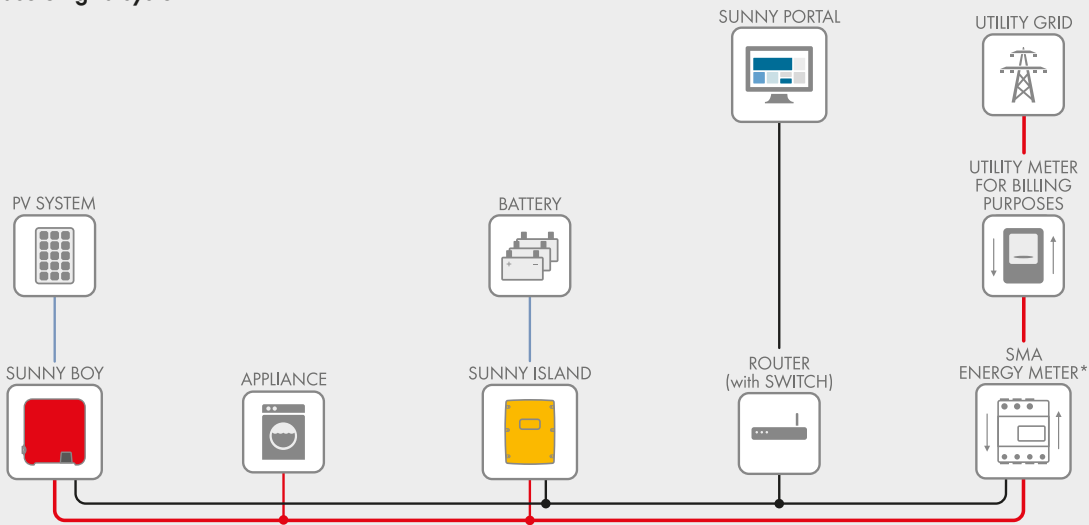 SUNNY PORTAL
UTILITY GRID
UTILITY METER
FOR BILLING
PURPOSES
PV SYSTEM
BATTERY
SUNNY BOY
APPLIANCE
SUNNY ISLAND
ROUTER
(with SWITCH)
SMA
ENERGY METER*